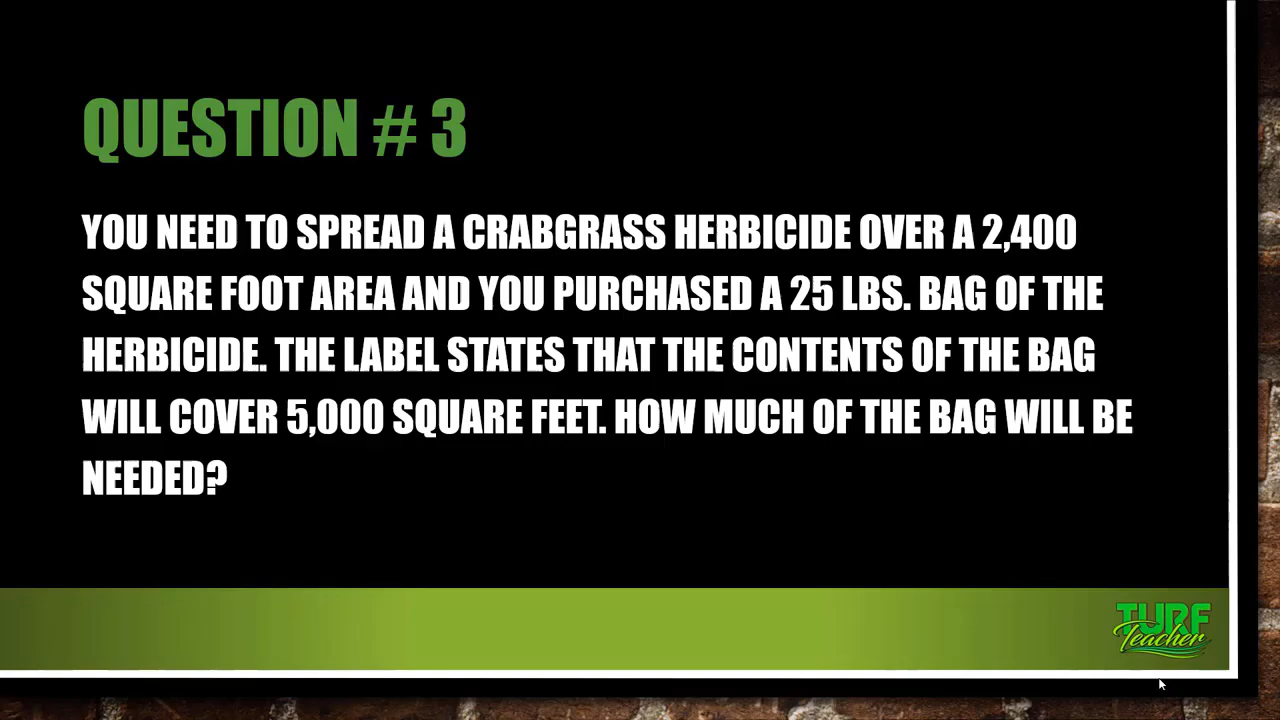 QUESTION # 3
YOU NEED TO SPREAD A CRABGRASS HERBICIDE OVER A 2,400
SQUARE FOOT AREA AND YOU PURCHASED A 25 LBS. BAG OF THE
HERBICIDE. THE LABEL STATES THAT THE CONTENTS OF THE BAG
WILL COVER 5,000 SQUARE FEET. HOW MUCH OF THE BAG WILL BE
NEEDED?
TURF
Teacher